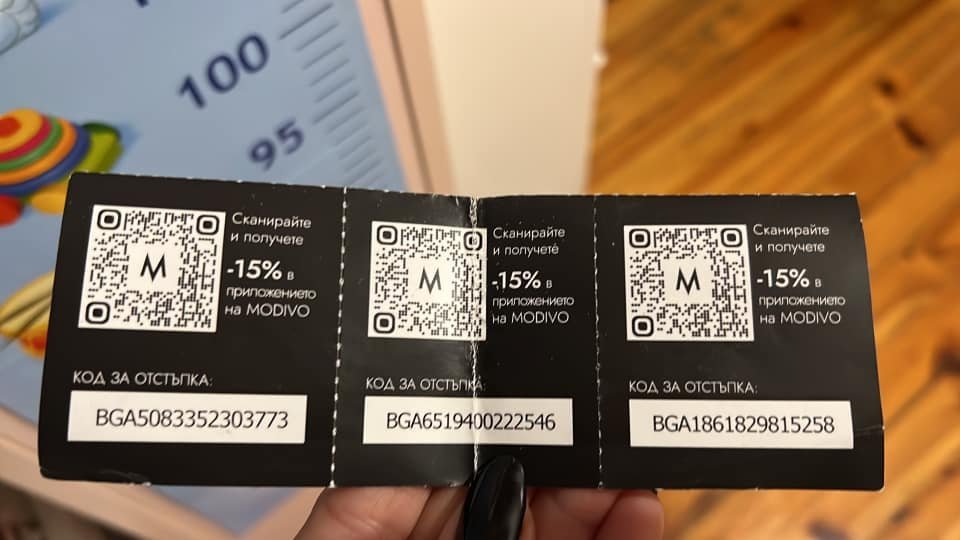 100
95
Сканирайте
и получете
-15% в
приложението
на MODIVO
КОД ЗА ОТСТЪПКА:
BGA5083352303773
Сканирайте
и получете
-15% в
приложението
на MODIVO
КОД ЗА ОТСТЪПКА:
BGA6519400222546
Сканирайте
и получете
-15% в
приложението
на MODIVO
КОД ЗА ОТСТЪПКА:
BGA1861829815258